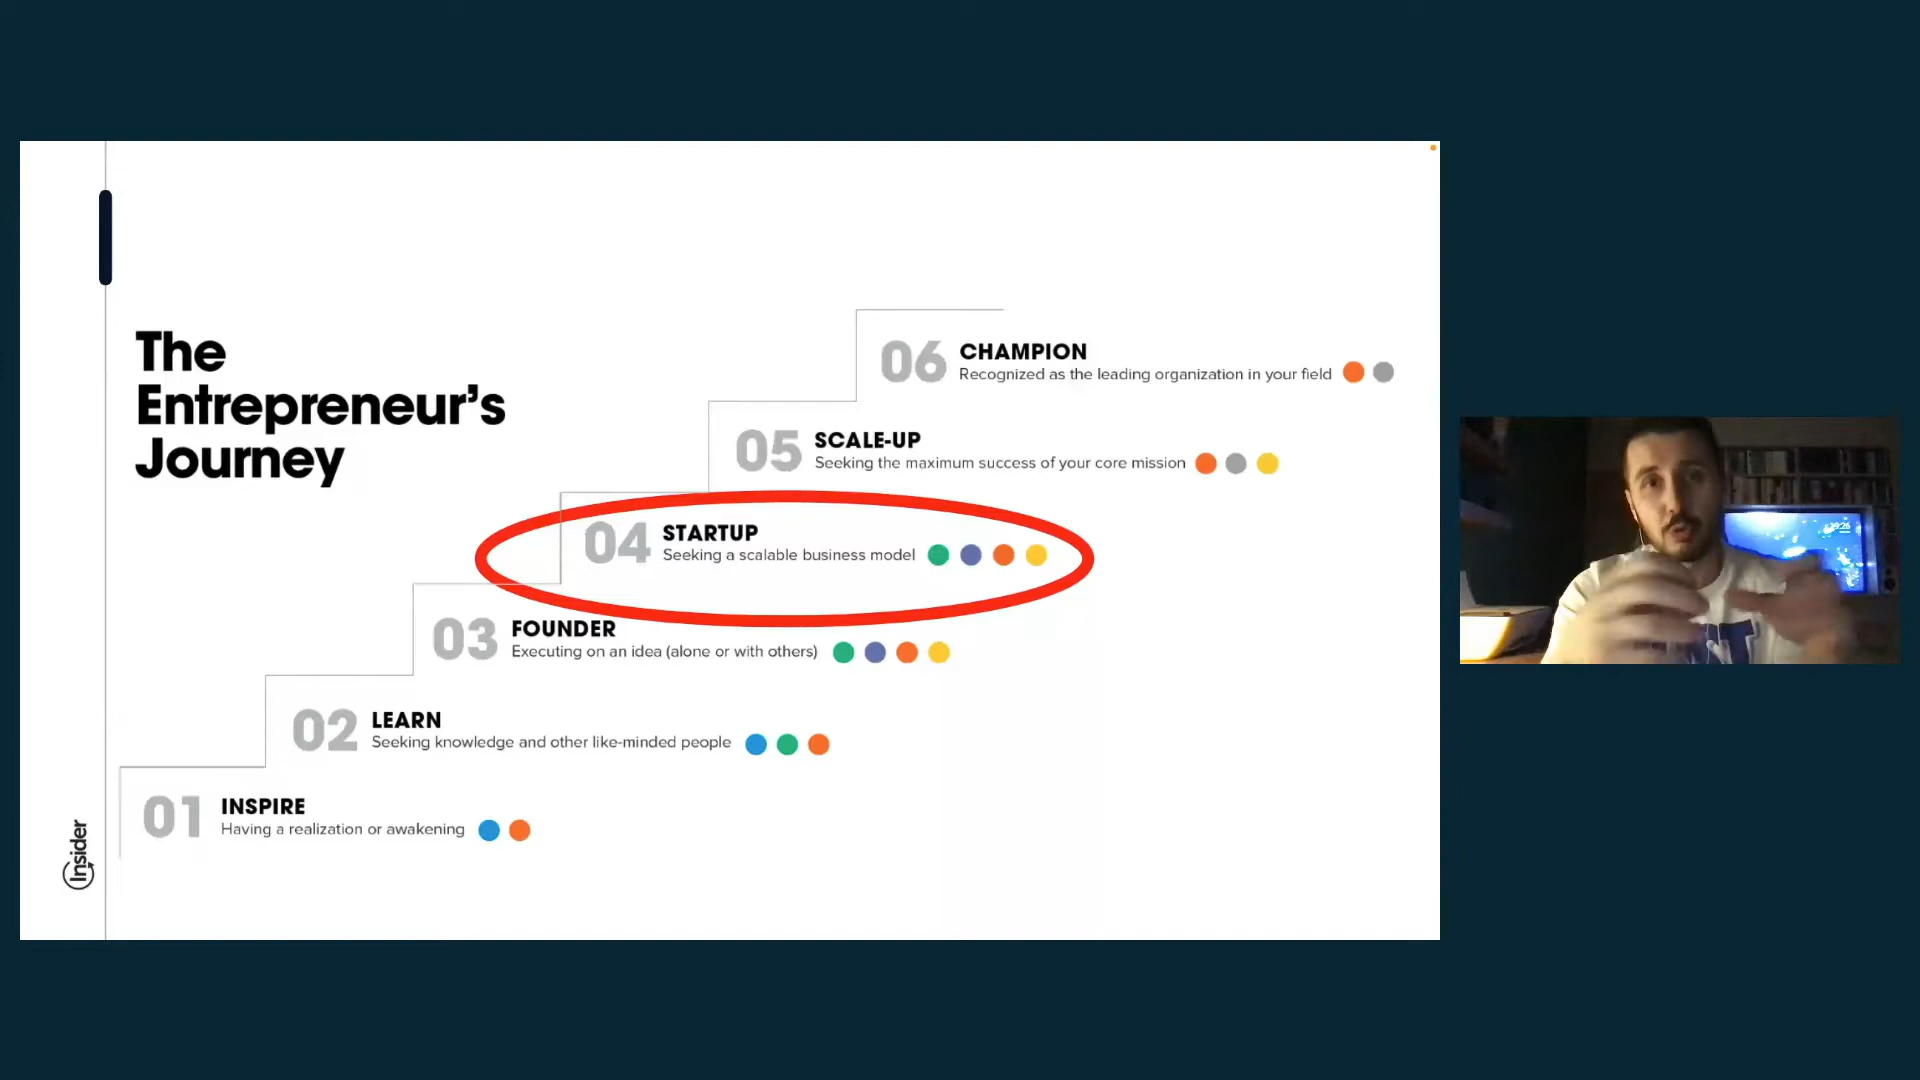 The
Entrepreneur's
Journey
06 CHAMPION
Recognized as the leading organization in your field
05 SCALE-UP
Seeking the maximum success of your core mission
04 STARTUP
Seeking a scalable business model
03 FOUNDER
Executing on an idea (alone or with others)
02 LEARN
Seeking knowledge and other like-minded people
01 INSPIRE
Having a realization or awakening
Insider
19:26